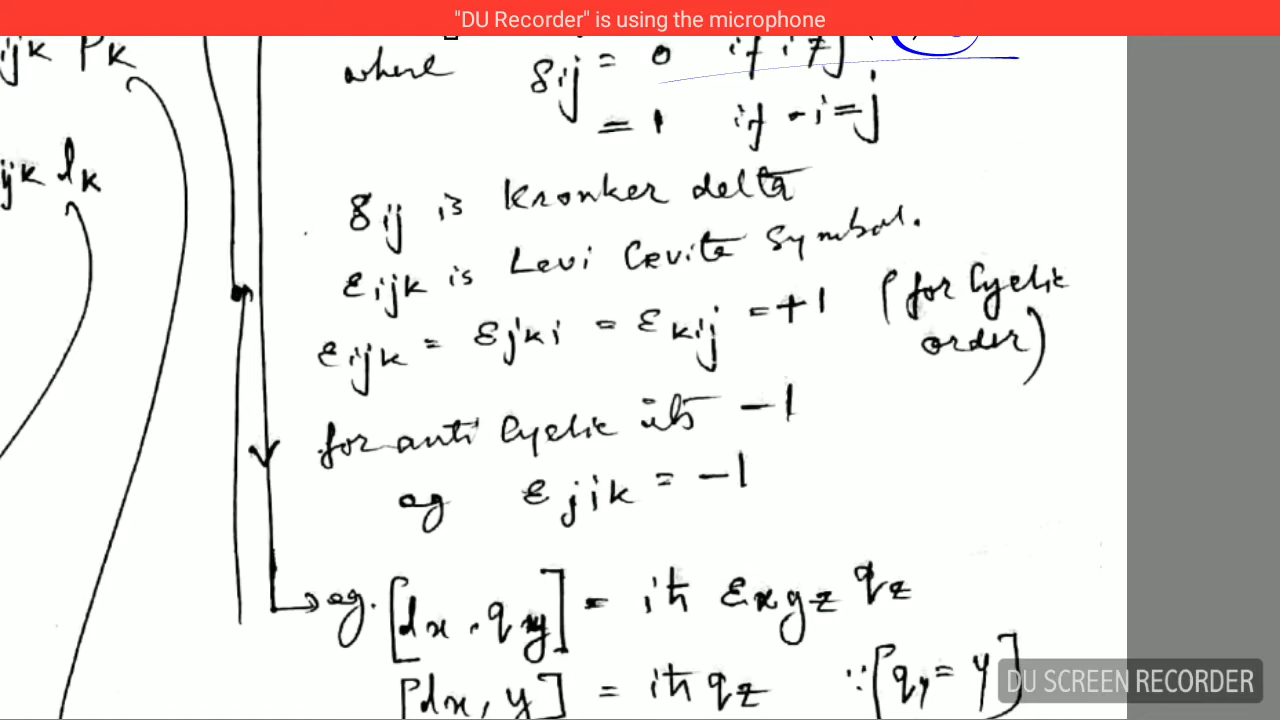 "DU Recorder" is using the microphone
ijk Pk
where δij = 0 if i ≠ j
= 1 if i = j
ijk lk
δij is Kronker delta
εijk is Levi Cevita Symbol.
εijk = εjki = εkij = +1 (for Cyclic
order)
for anti Cyclic its -1
eg εjik = -1
eg. [lx, qy] = iħ εxyz qz
[lx, y] = iħ qz ∵ [qy = y]
DU SCREEN RECORDER